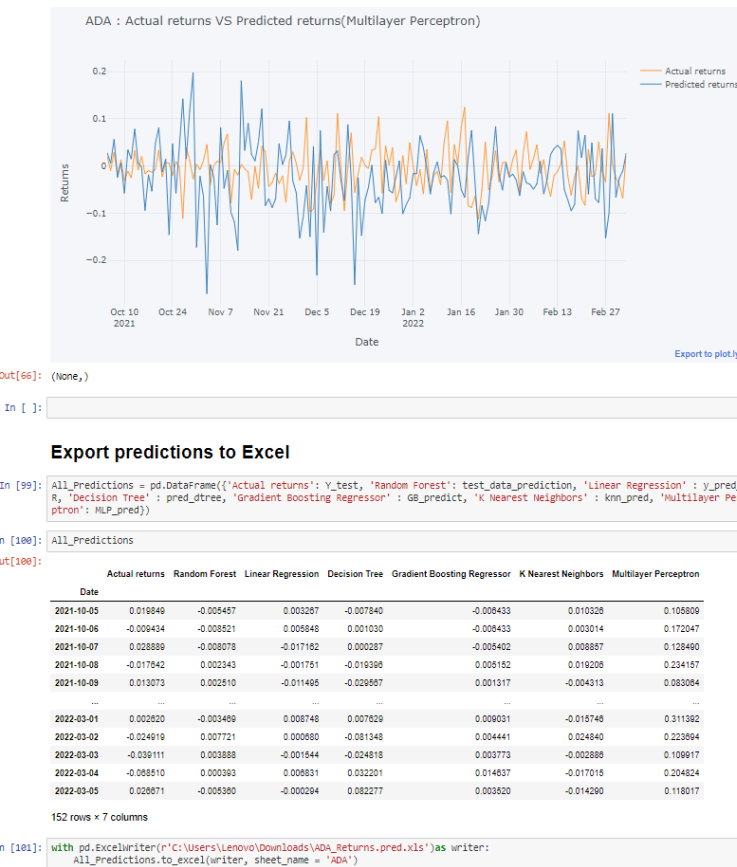 ADA : Actual returns VS Predicted returns(Multilayer Perceptron)
0.2
0.1
0
−0.1
−0.2
Returns
Actual returns
Predicted returns
Oct 10 Oct 24 Nov 7 Nov 21 Dec 5 Dec 19 Jan 2 Jan 16 Jan 30 Feb 13 Feb 27
2021 2022
Date
Export to plot.ly
Out[66]: (None,)
In [ ]:
Export predictions to Excel
In [99]: All_Predictions = pd.DataFrame({'Actual returns': Y_test, 'Random Forest': test_data_prediction, 'Linear Regression' : y_pred_
R, 'Decision Tree' : pred_dtree, 'Gradient Boosting Regressor' : GB_predict, 'K Nearest Neighbors' : knn_pred, 'Multilayer Pe
ptron': MLP_pred})
n [100]: All_Predictions
ut[100]:
Actual returns Random Forest Linear Regression Decision Tree Gradient Boosting Regressor K Nearest Neighbors Multilayer Perceptron
Date
2021-10-05 0.019849 -0.005457 0.003267 -0.007840 -0.006433 0.010326 0.105809
2021-10-06 -0.009434 -0.008521 0.005848 0.001030 -0.006433 0.003014 0.172047
2021-10-07 0.028889 -0.008078 -0.017162 0.000287 -0.005402 0.008857 0.128490
2021-10-08 -0.017642 0.002343 -0.001751 -0.019396 0.005152 0.019206 0.234157
2021-10-09 0.013073 0.002510 -0.011495 -0.029567 0.001317 -0.004313 0.083064
... ... ... ... ... ... ... ...
2022-03-01 0.002620 -0.003469 0.008748 0.007629 0.009031 -0.015746 0.311392
2022-03-02 -0.024919 0.007721 0.000680 -0.081348 0.004441 0.024840 0.223694
2022-03-03 -0.039111 0.003888 -0.001544 -0.024818 0.003773 -0.002886 0.109917
2022-03-04 -0.068510 0.000393 0.006831 0.032201 0.014637 -0.017015 0.204824
2022-03-05 0.026671 -0.005360 -0.000294 0.082277 0.003520 -0.014290 0.118017
152 rows × 7 columns
n [101]: with pd.ExcelWriter(r'C:\Users\Lenovo\Downloads\ADA_Returns.pred.xls')as writer:
All_Predictions.to_excel(writer, sheet_name = 'ADA')